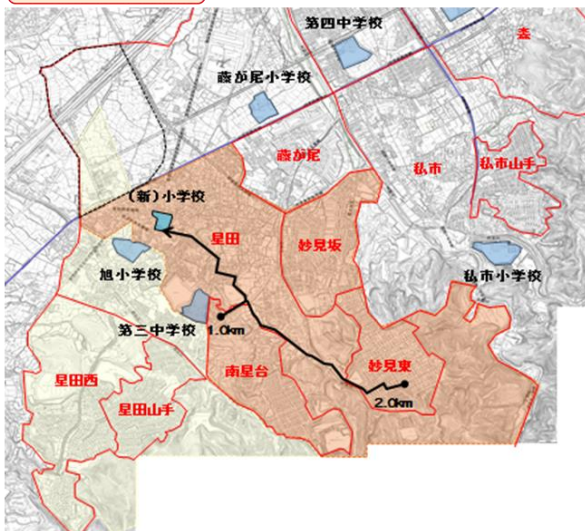 第四中学校
森
藤が尾小学校
藤が尾
私市
私市山手
(新)小学校
星田
妙見坂
旭小学校
私市小学校
第三中学校
1.0km
南星台
妙見東
星田西
星田山手
2.0km